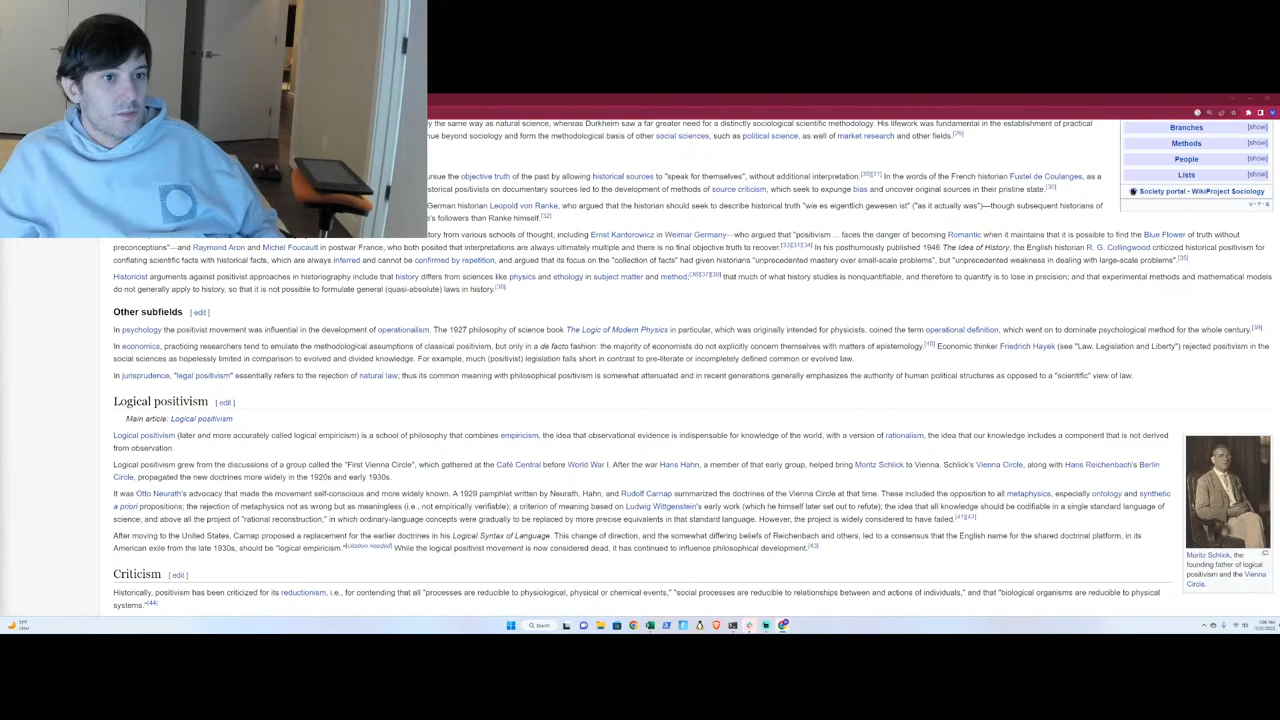 y the same way as natural science, whereas Durkheim saw a far greater need for a distinctly sociological scientific methodology. His lifework was fundamental in the establishment of practical
nue beyond sociology and form the methodological basis of other social sciences, such as political science, as well of market research and other fields.[29]
Branches [show]
Methods [show]
People [show]
Lists [show]
Society portal · WikiProject Sociology
V · T · E
ursue the objective truth of the past by allowing historical sources to "speak for themselves", without additional interpretation.[30][31] In the words of the French historian Fustel de Coulanges, as a
storical positivists on documentary sources led to the development of methods of source criticism, which seek to expunge bias and uncover original sources in their pristine state.[30]
German historian Leopold von Ranke, who argued that the historian should seek to describe historical truth "wie es eigentlich gewesen ist" ("as it actually was")—though subsequent historians of
e's followers than Ranke himself.[32]
story from various schools of thought, including Ernst Kantorowicz in Weimar Germany—who argued that "positivism ... faces the danger of becoming Romantic when it maintains that it is possible to find the Blue Flower of truth without
preconceptions"—and Raymond Aron and Michel Foucault in postwar France, who both posited that interpretations are always ultimately multiple and there is no final objective truth to recover.[33][31][34] In his posthumously published 1946 The Idea of History, the English historian R. G. Collingwood criticized historical positivism for
conflating scientific facts with historical facts, which are always inferred and cannot be confirmed by repetition, and argued that its focus on the "collection of facts" had given historians "unprecedented mastery over small-scale problems", but "unprecedented weakness in dealing with large-scale problems".[35]
Historicist arguments against positivist approaches in historiography include that history differs from sciences like physics and ethology in subject matter and method;[36][37][38] that much of what history studies is nonquantifiable, and therefore to quantify is to lose in precision; and that experimental methods and mathematical models
do not generally apply to history, so that it is not possible to formulate general (quasi-absolute) laws in history.[38]
Other subfields [ edit ]
In psychology the positivist movement was influential in the development of operationalism. The 1927 philosophy of science book The Logic of Modern Physics in particular, which was originally intended for physicists, coined the term operational definition, which went on to dominate psychological method for the whole century.[39]
In economics, practicing researchers tend to emulate the methodological assumptions of classical positivism, but only in a de facto fashion: the majority of economists do not explicitly concern themselves with matters of epistemology.[40] Economic thinker Friedrich Hayek (see "Law, Legislation and Liberty") rejected positivism in the
social sciences as hopelessly limited in comparison to evolved and divided knowledge. For example, much (positivist) legislation falls short in contrast to pre-literate or incompletely defined common or evolved law.
In jurisprudence, "legal positivism" essentially refers to the rejection of natural law; thus its common meaning with philosophical positivism is somewhat attenuated and in recent generations generally emphasizes the authority of human political structures as opposed to a "scientific" view of law.
Logical positivism [ edit ]
Main article: Logical positivism
Logical positivism (later and more accurately called logical empiricism) is a school of philosophy that combines empiricism, the idea that observational evidence is indispensable for knowledge of the world, with a version of rationalism, the idea that our knowledge includes a component that is not derived
from observation.
Logical positivism grew from the discussions of a group called the "First Vienna Circle", which gathered at the Café Central before World War I. After the war Hans Hahn, a member of that early group, helped bring Moritz Schlick to Vienna. Schlick's Vienna Circle, along with Hans Reichenbach's Berlin
Circle, propagated the new doctrines more widely in the 1920s and early 1930s.
It was Otto Neurath's advocacy that made the movement self-conscious and more widely known. A 1929 pamphlet written by Neurath, Hahn, and Rudolf Carnap summarized the doctrines of the Vienna Circle at that time. These included the opposition to all metaphysics, especially ontology and synthetic
a priori propositions; the rejection of metaphysics not as wrong but as meaningless (i.e., not empirically verifiable); a criterion of meaning based on Ludwig Wittgenstein's early work (which he himself later set out to refute); the idea that all knowledge should be codifiable in a single standard language of
science; and above all the project of "rational reconstruction," in which ordinary-language concepts were gradually to be replaced by more precise equivalents in that standard language. However, the project is widely considered to have failed.[41][42]
After moving to the United States, Carnap proposed a replacement for the earlier doctrines in his Logical Syntax of Language. This change of direction, and the somewhat differing beliefs of Reichenbach and others, led to a consensus that the English name for the shared doctrinal platform, in its
American exile from the late 1930s, should be "logical empiricism."[citation needed] While the logical positivist movement is now considered dead, it has continued to influence philosophical development.[43]
Moritz Schlick, the
founding father of logical
positivism and the Vienna
Circle.
Criticism [ edit ]
Historically, positivism has been criticized for its reductionism, i.e., for contending that all "processes are reducible to physiological, physical or chemical events," "social processes are reducible to relationships between and actions of individuals," and that "biological organisms are reducible to physical
systems."[44]
Clear
Search